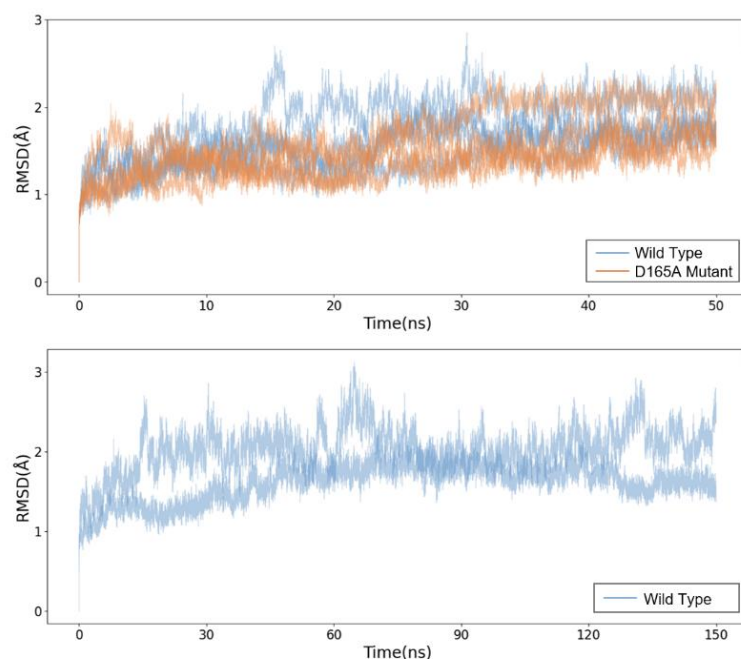 3
2
1
0
RMSD(Å)
Wild Type
D165A Mutant
0 10 20 30 40 50
Time(ns)
3
2
1
0
RMSD(Å)
Wild Type
0 30 60 90 120 150
Time(ns)